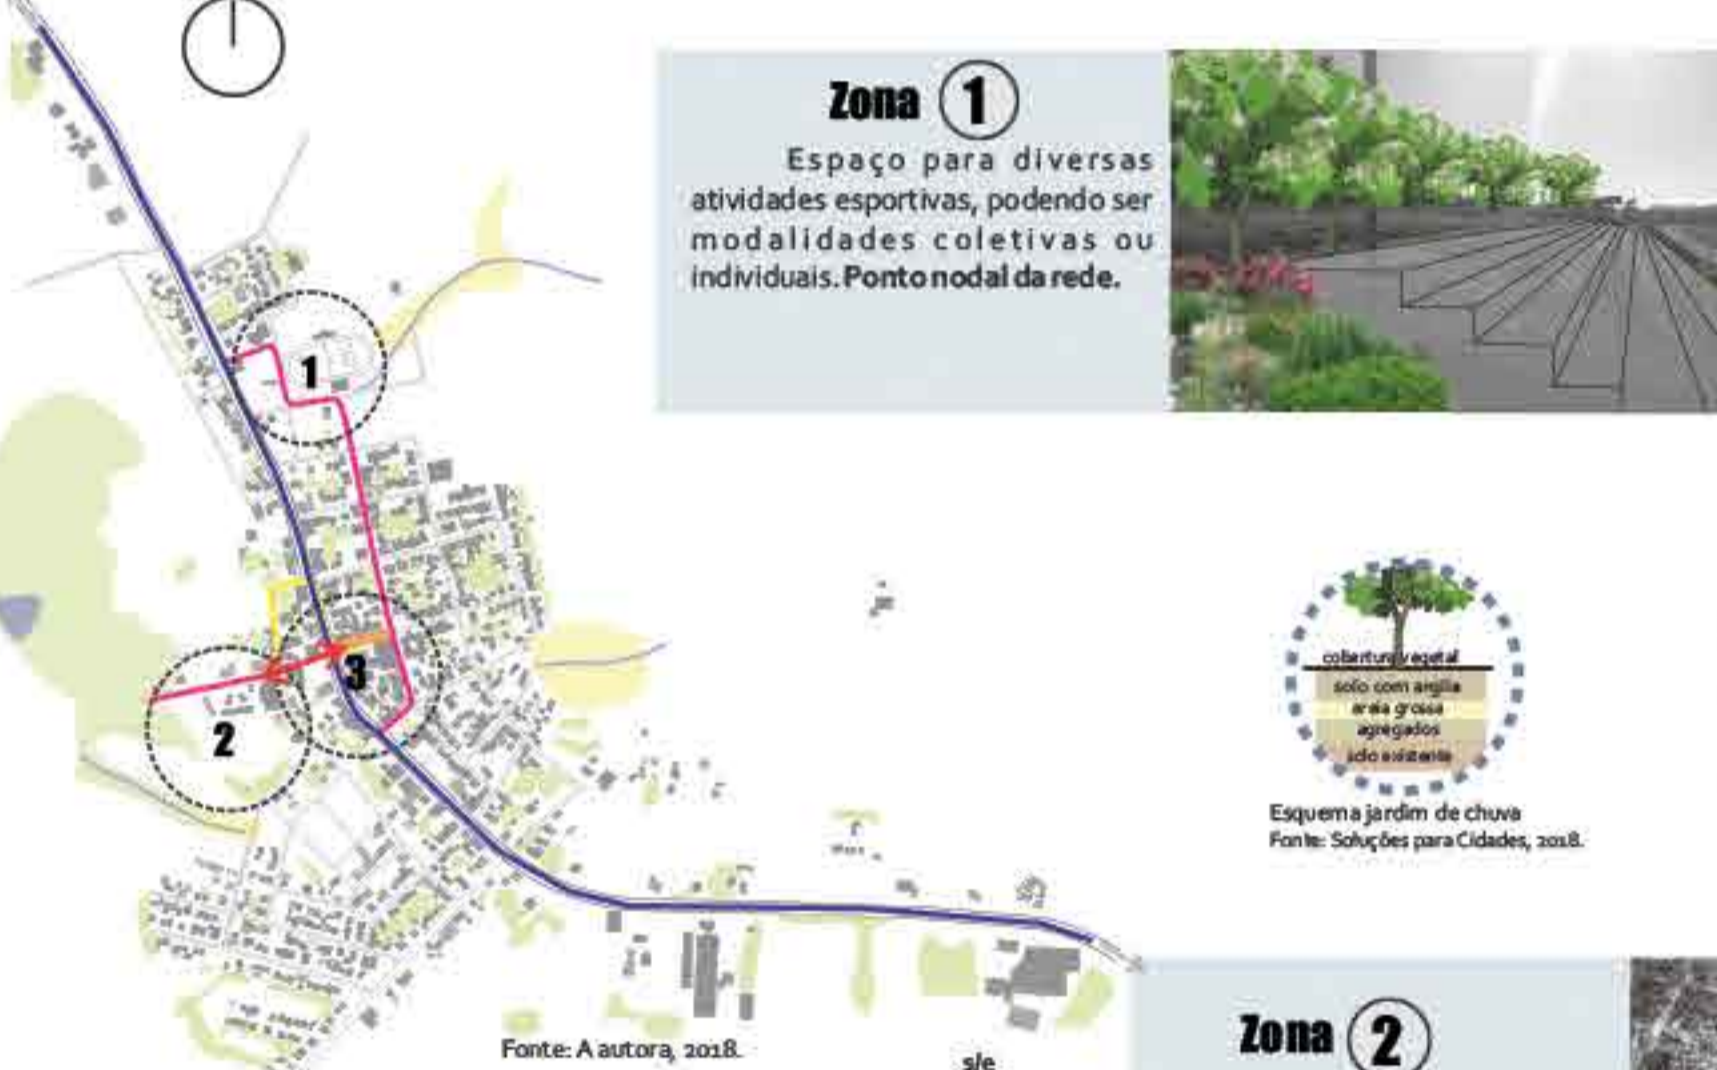 Zona 1
Espaço para diversas
atividades esportivas, podendo ser
modalidades coletivas ou
individuais. Ponto nodal da rede.
1
2
3
cobertura vegetal
solo com argila
areia grossa
agregados
solo existente
Esquema jardim de chuva
Fonte: Soluções para Cidades, 2018.
Fonte: A autora, 2018.
s/e
Zona 2